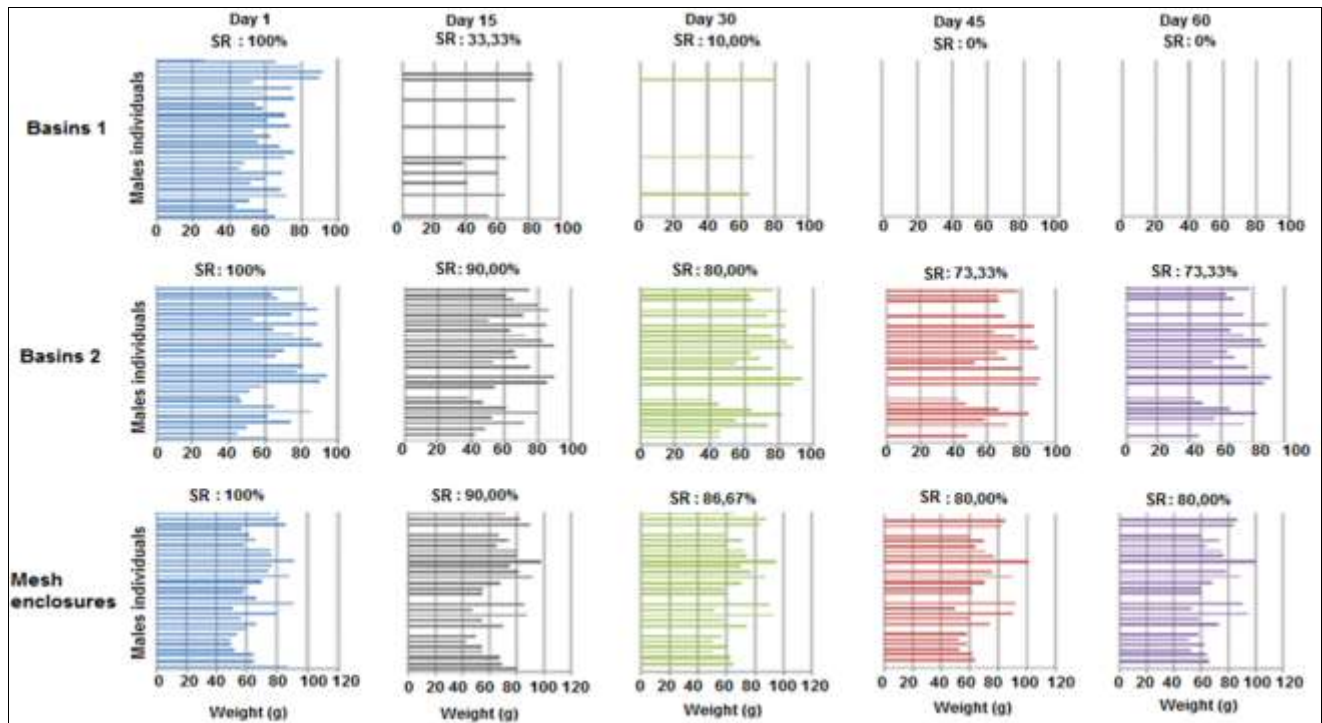 Day 1 Day 15 Day 30 Day 45 Day 60
SR : 100% SR : 33,33% SR : 10,00% SR : 0% SR : 0%
Basins 1
Males individuals
0 20 40 60 80 100 0 20 40 60 80 100 0 20 40 60 80 100 0 20 40 60 80 100 0 20 40 60 80 100
SR: 100% SR: 90,00% SR: 80,00% SR: 73,33% SR: 73,33%
Basins 2
0 20 40 60 80 100 0 20 40 60 80 100 0 20 40 60 80 100 0 20 40 60 80 100 0 20 40 60 80 100
SR : 100% SR : 90,00% SR : 86,67% SR : 80,00% SR : 80,00%
Mesh
enclosures
Males individuals
0 20 40 60 80 100 120 0 20 40 60 80 100 120 0 20 40 60 80 100 120 0 20 40 60 80 100 120 0 20 40 60 80 100 120
Weight (g) Weight (g) Weight (g) Weight (g) Weight (g)